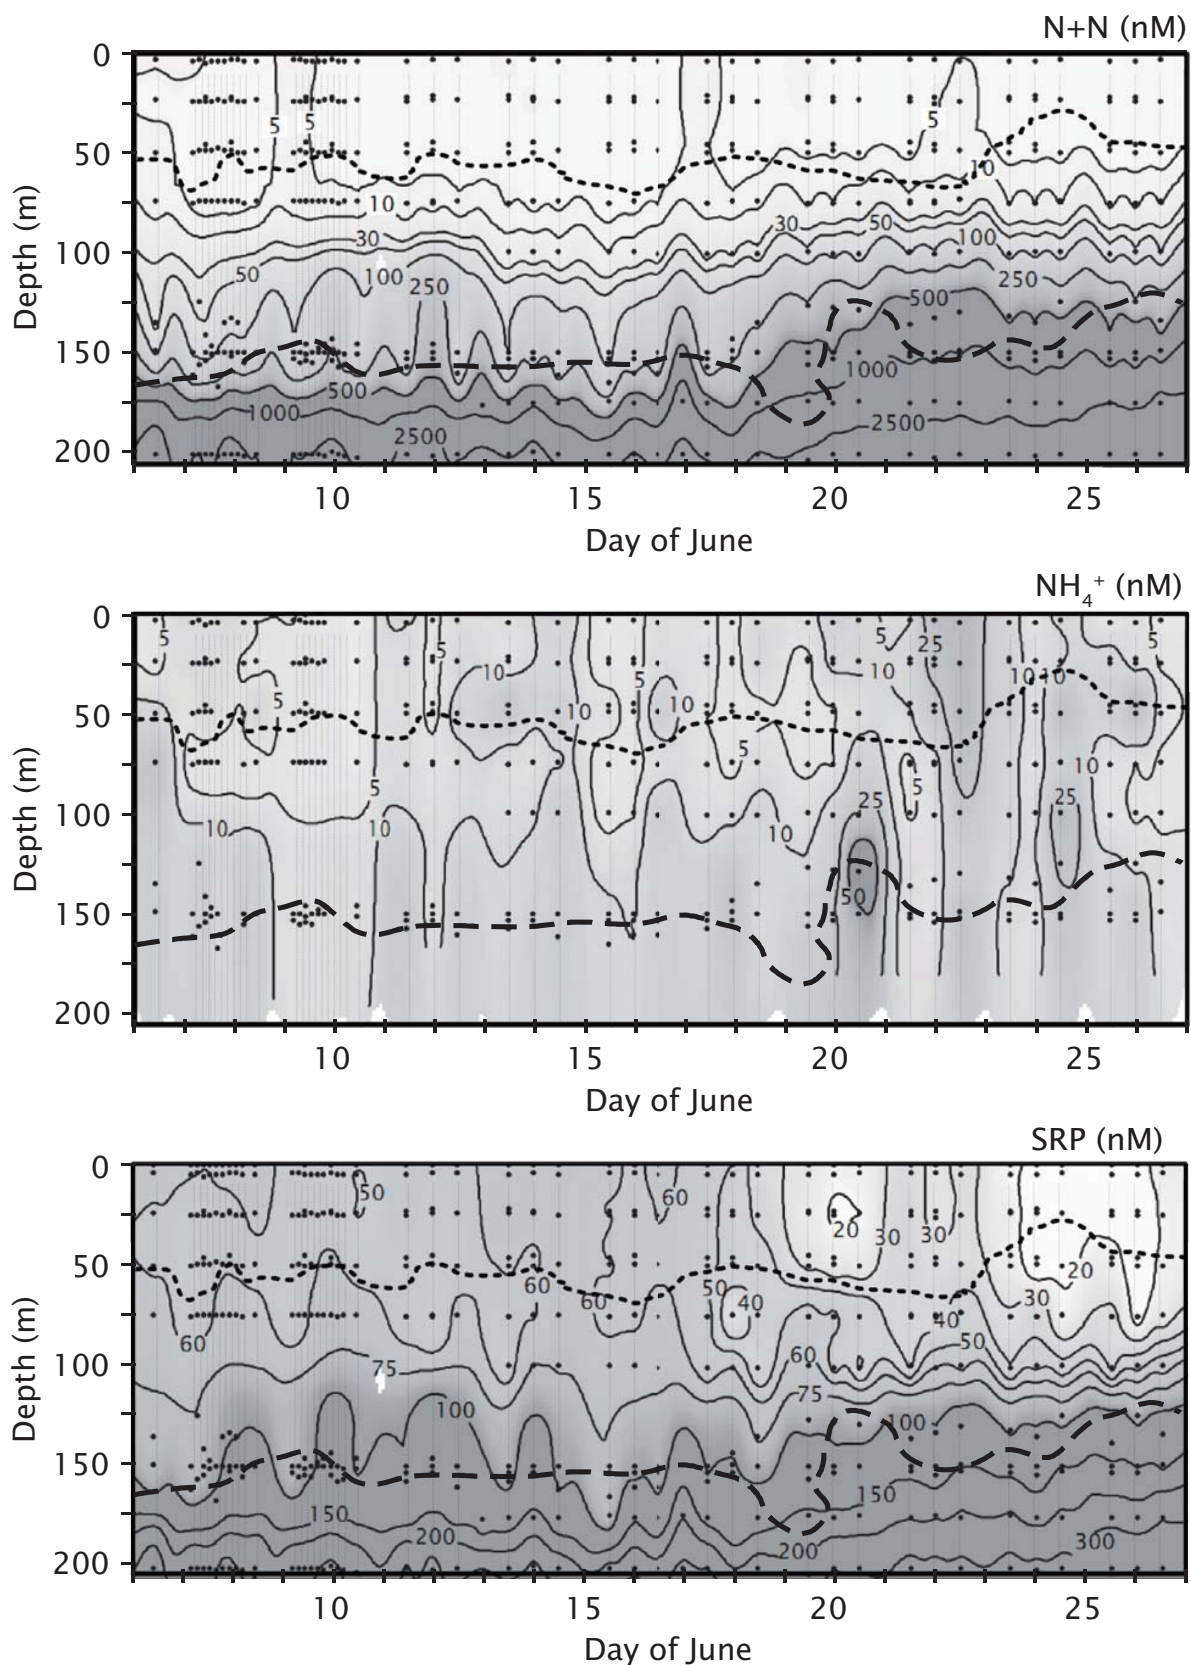 N+N (nM)
0
5 5 5
50
10
10
30 50
30 100
100
50 100 250 250
500
150
1000
500
1000
2500 2500
200
10 15 20 25
Depth (m)
Day of June
NH₄⁺ (nM)
0
5 5 5 5
25
10 5 10 10 10
5 10 10
50
5
10
5 5 25 25
100
10 10 10
50
150
200
10 15 20 25
Depth (m)
Day of June
SRP (nM)
0
50 60
20 30 30
50
20
60 50
60 40 30
40
60 50
60
100
75
75
100 100
150
150
150
200 200 300
200
10 15 20 25
Depth (m)
Day of June